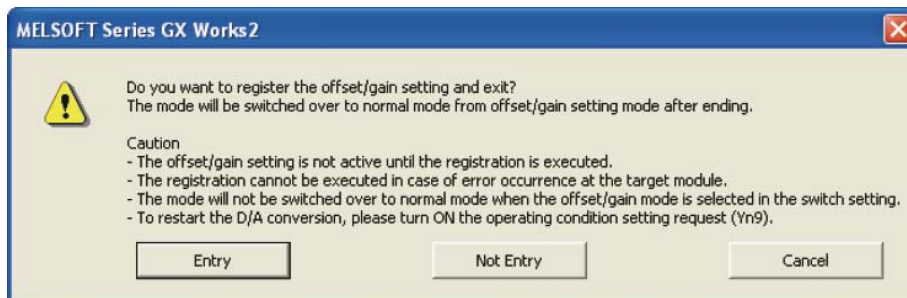 MELSOFT Series GX Works2
Do you want to register the offset/gain setting and exit?
The mode will be switched over to normal mode from offset/gain setting mode after ending.
Caution
- The offset/gain setting is not active until the registration is executed.
- The registration cannot be executed in case of error occurrence at the target module.
- The mode will not be switched over to normal mode when the offset/gain mode is selected in the switch setting.
- To restart the D/A conversion, please turn ON the operating condition setting request (Yn9).
Entry Not Entry Cancel